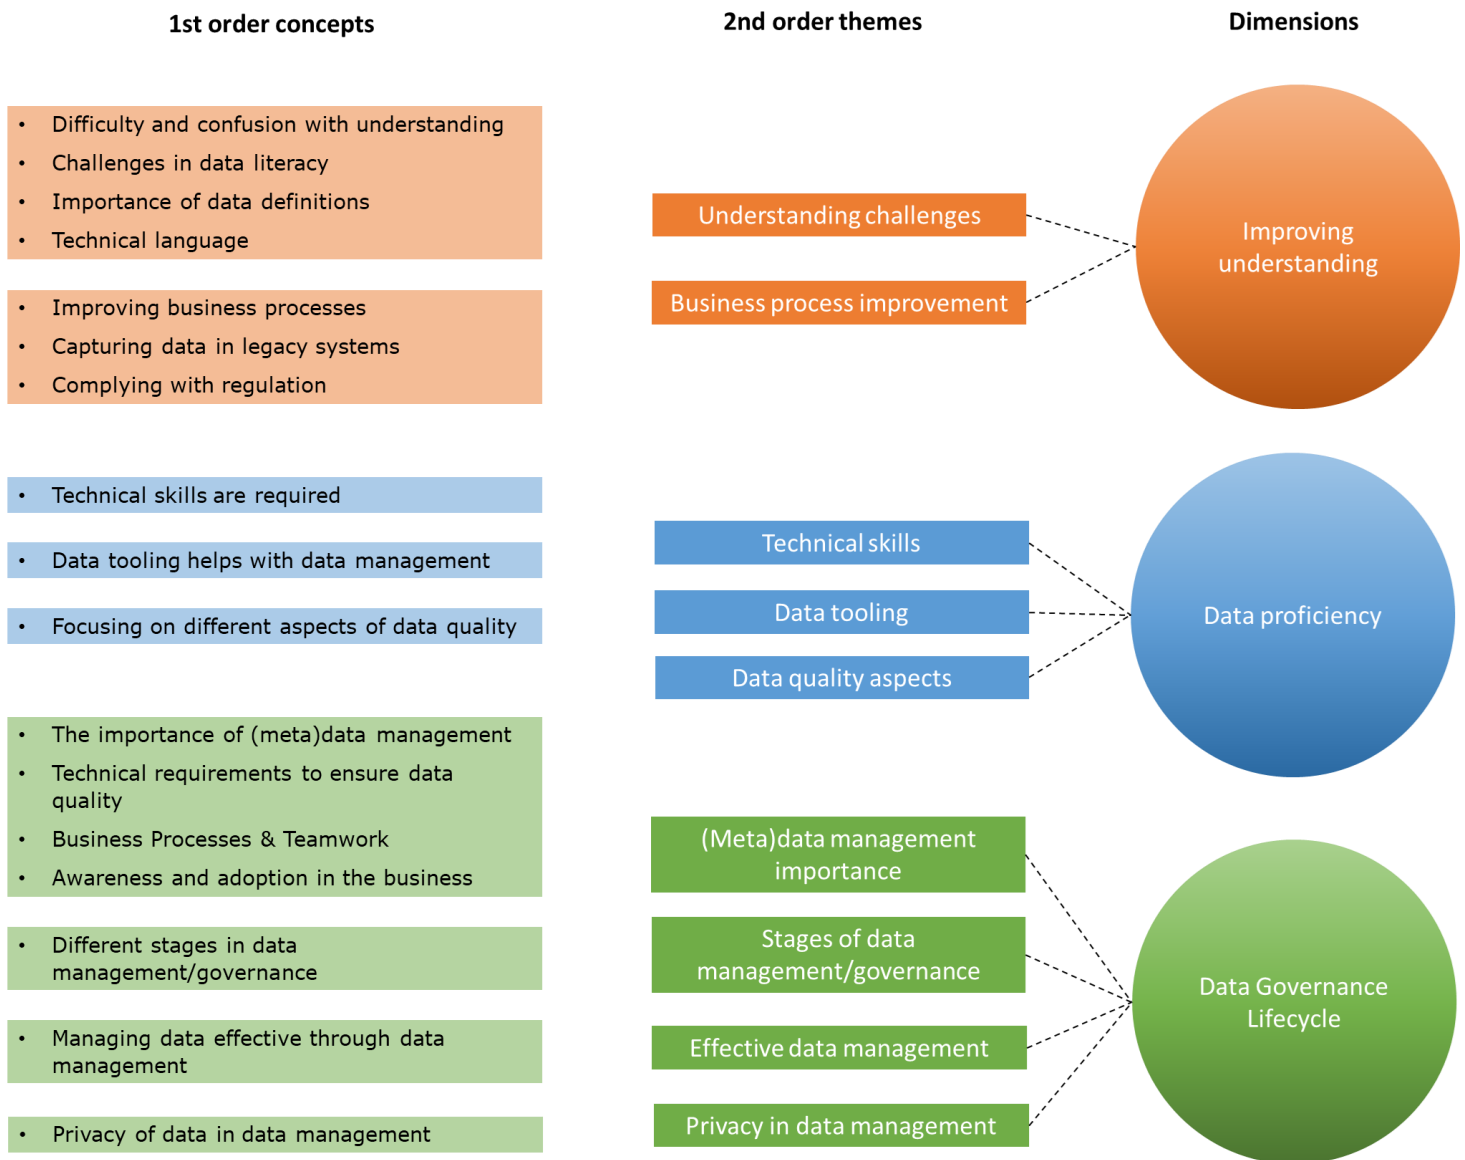 1st order concepts
2nd order themes
Dimensions
• Difficulty and confusion with understanding
• Challenges in data literacy
• Importance of data definitions
• Technical language
• Improving business processes
• Capturing data in legacy systems
• Complying with regulation
Understanding challenges
Business process improvement
Improving
understanding
• Technical skills are required
• Data tooling helps with data management
• Focusing on different aspects of data quality
Technical skills
Data tooling
Data quality aspects
Data proficiency
• The importance of (meta)data management
• Technical requirements to ensure data
quality
• Business Processes & Teamwork
• Awareness and adoption in the business
• Different stages in data
management/governance
• Managing data effective through data
management
• Privacy of data in data management
(Meta)data management
importance
Stages of data
management/governance
Effective data management
Privacy in data management
Data Governance
Lifecycle